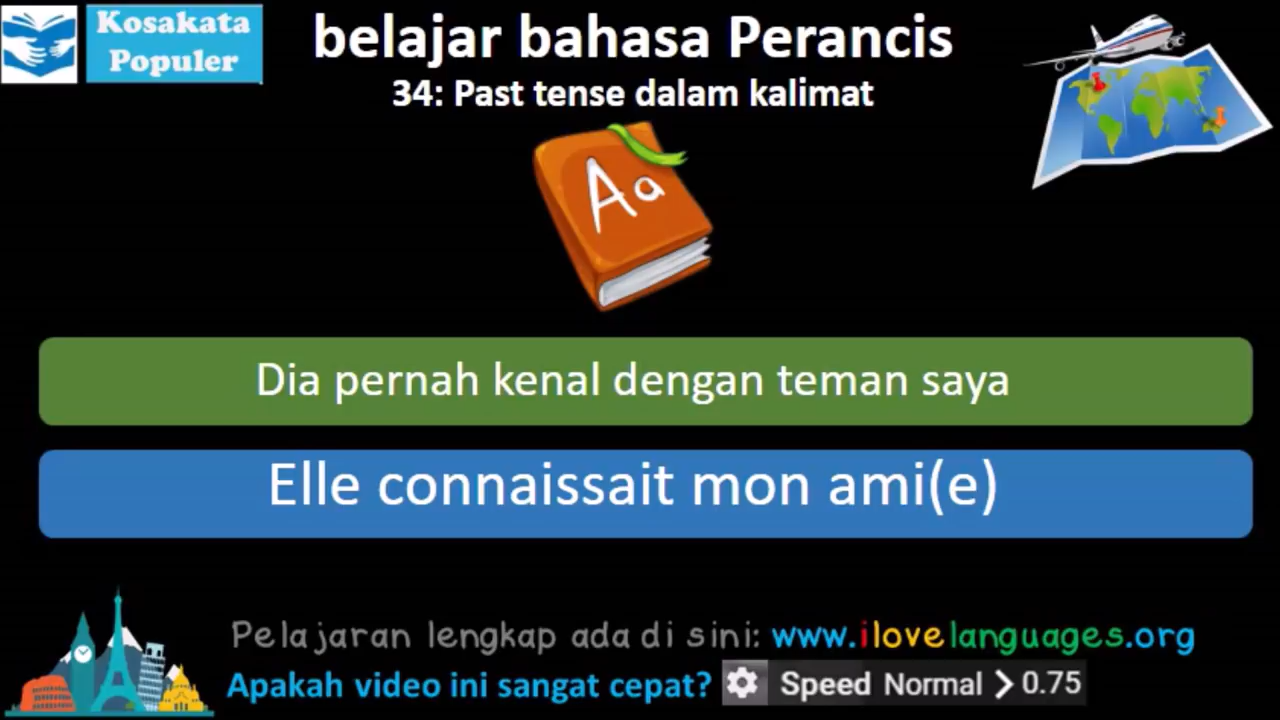 Kosakata
Populer
belajar bahasa Perancis
34: Past tense dalam kalimat
Aa
Dia pernah kenal dengan teman saya
Elle connaissait mon ami(e)
Pelajaran lengkap ada di sini: www.ilovelanguages.org
Apakah video ini sangat cepat? Speed Normal > 0.75